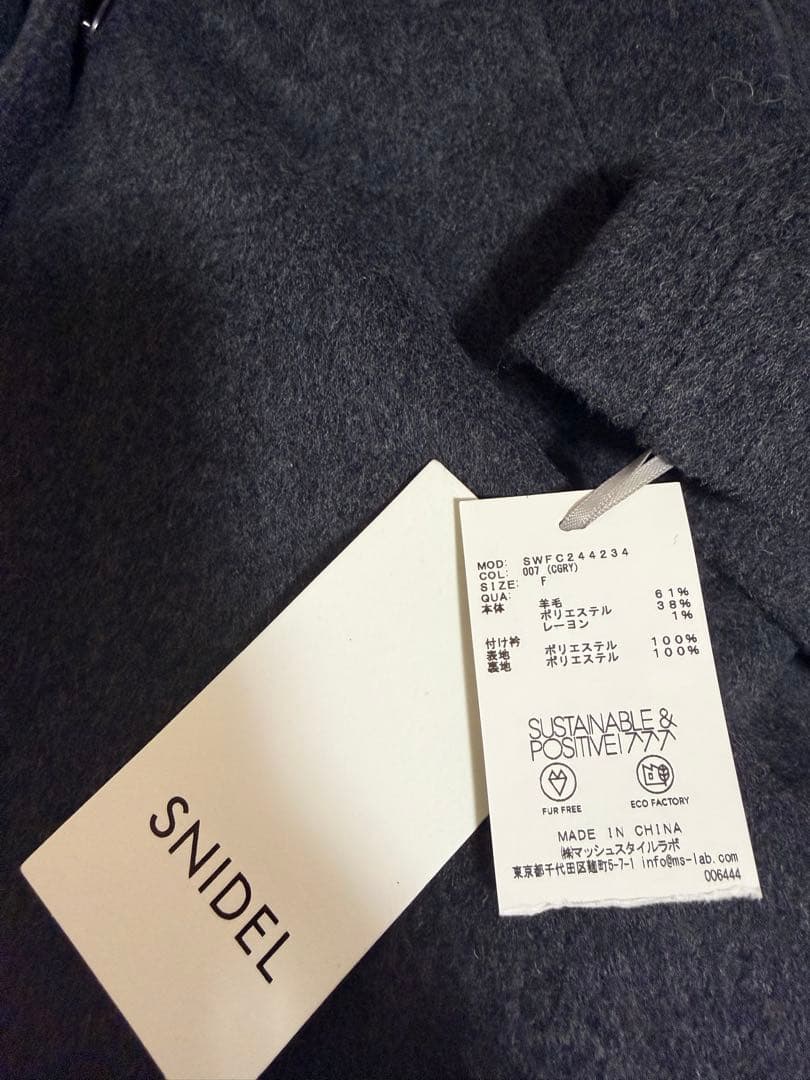 SNIDEL
MOD: SWFC244234
COL: 007 (CGRY)
SIZE: F
QUA:
本体 羊毛 61%
ポリエステル 38%
レーヨン 1%
付け衿
表地 ポリエステル 100%
裏地 ポリエステル 100%
SUSTAINABLE &
POSITIVE! 777
FUR FREE
ECO FACTORY
MADE IN CHINA
㈱マッシュスタイルラボ
東京都千代田区麹町5-7-1 info@ms-lab.com
006444